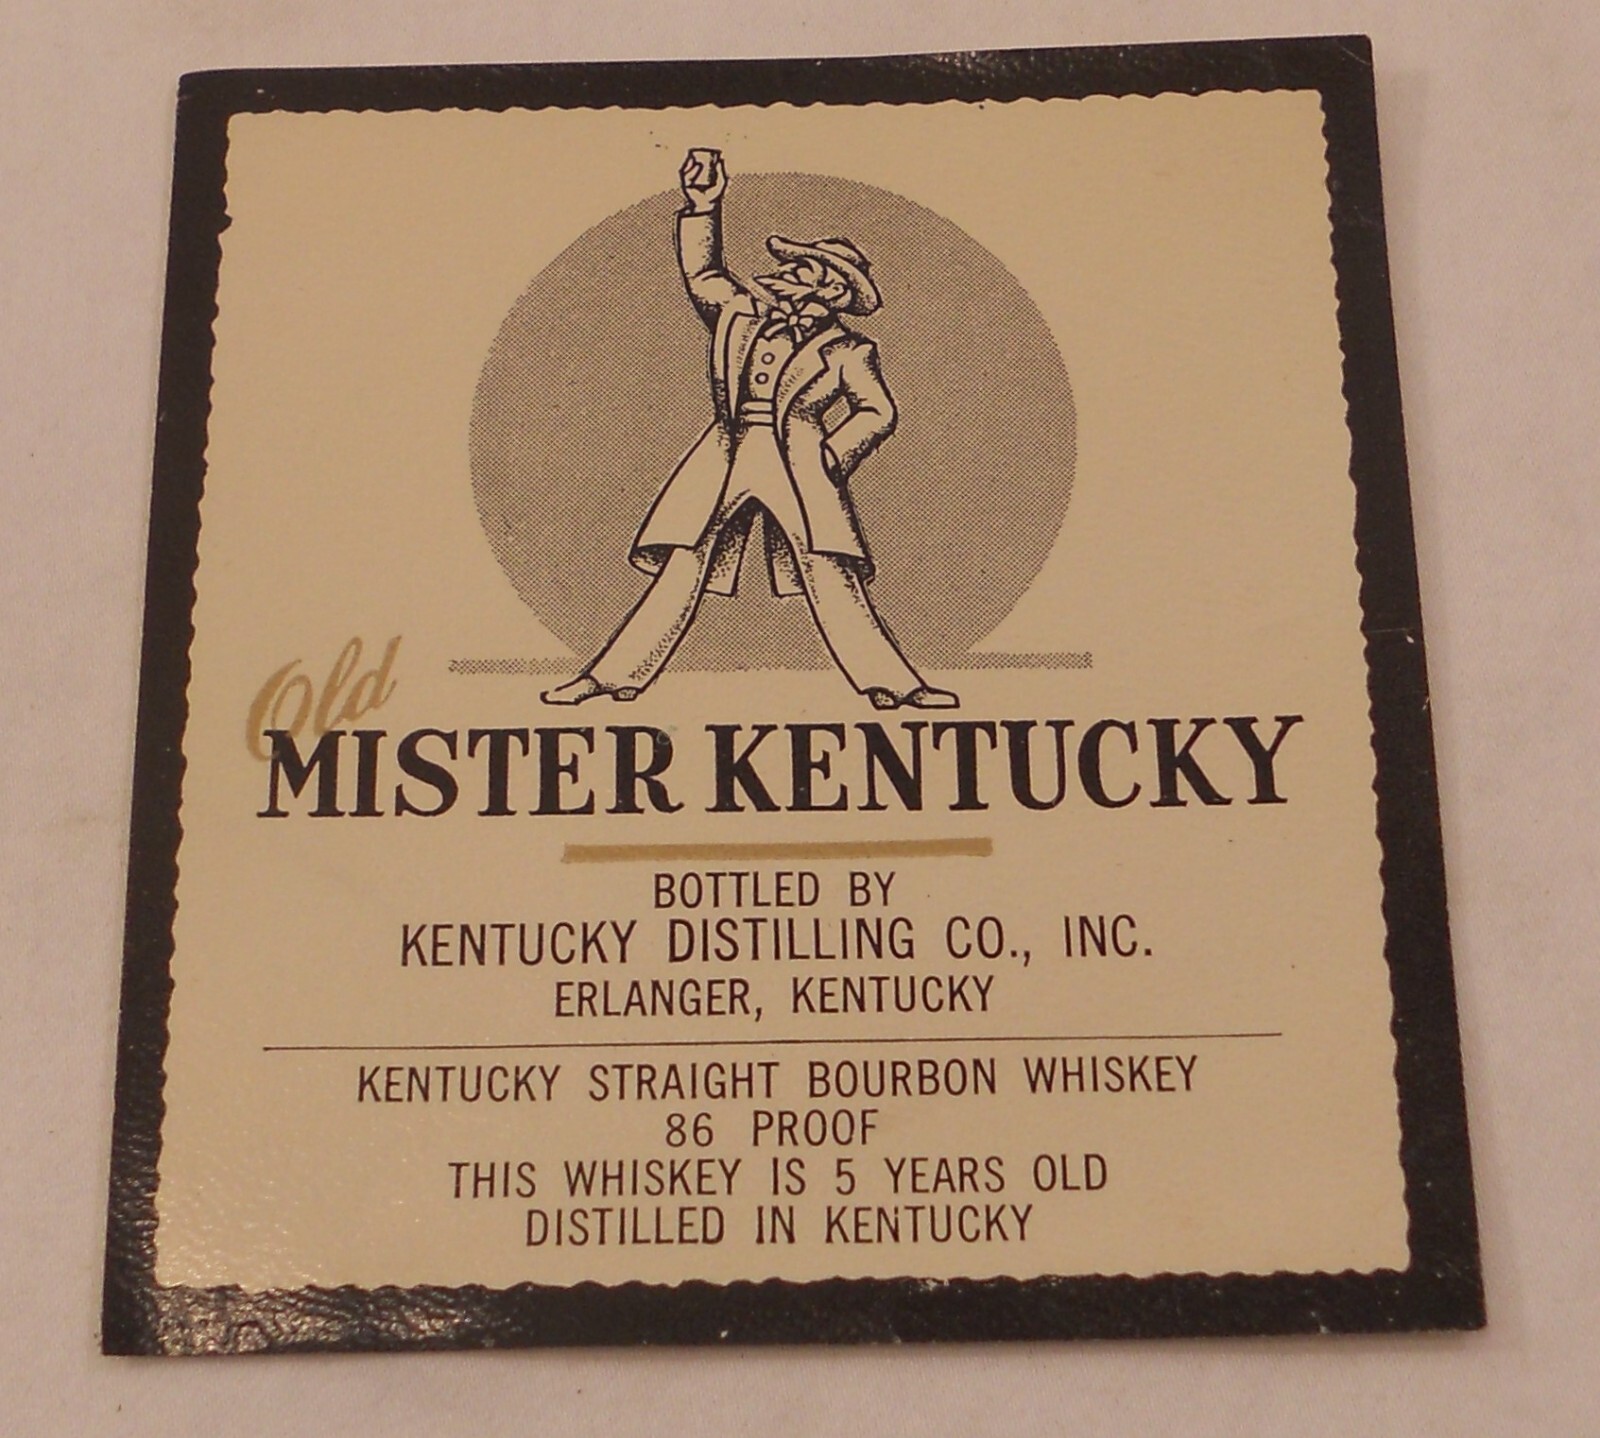 Old
MISTER KENTUCKY
BOTTLED BY
KENTUCKY DISTILLING CO., INC.
ERLANGER, KENTUCKY
KENTUCKY STRAIGHT BOURBON WHISKEY
86 PROOF
THIS WHISKEY IS 5 YEARS OLD
DISTILLED IN KENTUCKY